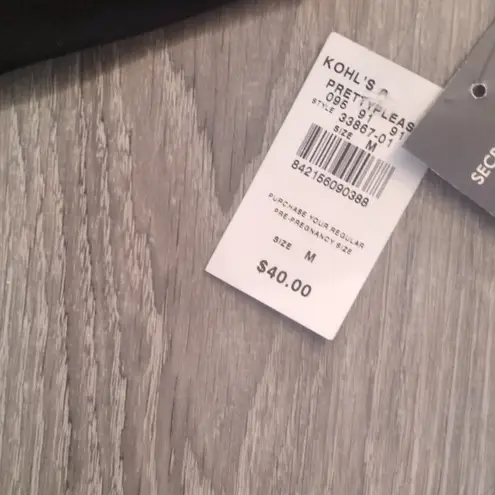 KOHL'S
PRETTYPLEAS
095 91 91
STYLE 33867-01
SIZE M
842156090388
PURCHASE YOUR REGULAR
PRE-PREGNANCY SIZE
SIZE M
$40.00
SECR